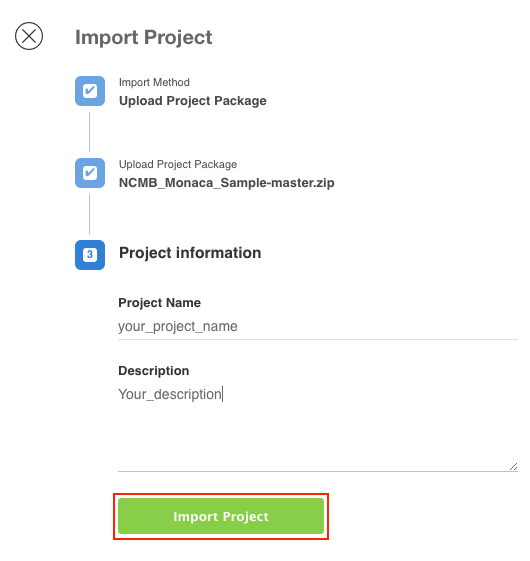 Import Project
Import Method
Upload Project Package
Upload Project Package
NCMB_Monaca_Sample-master.zip
3
Project information
Project Name
your_project_name
Description
Your_description
Import Project